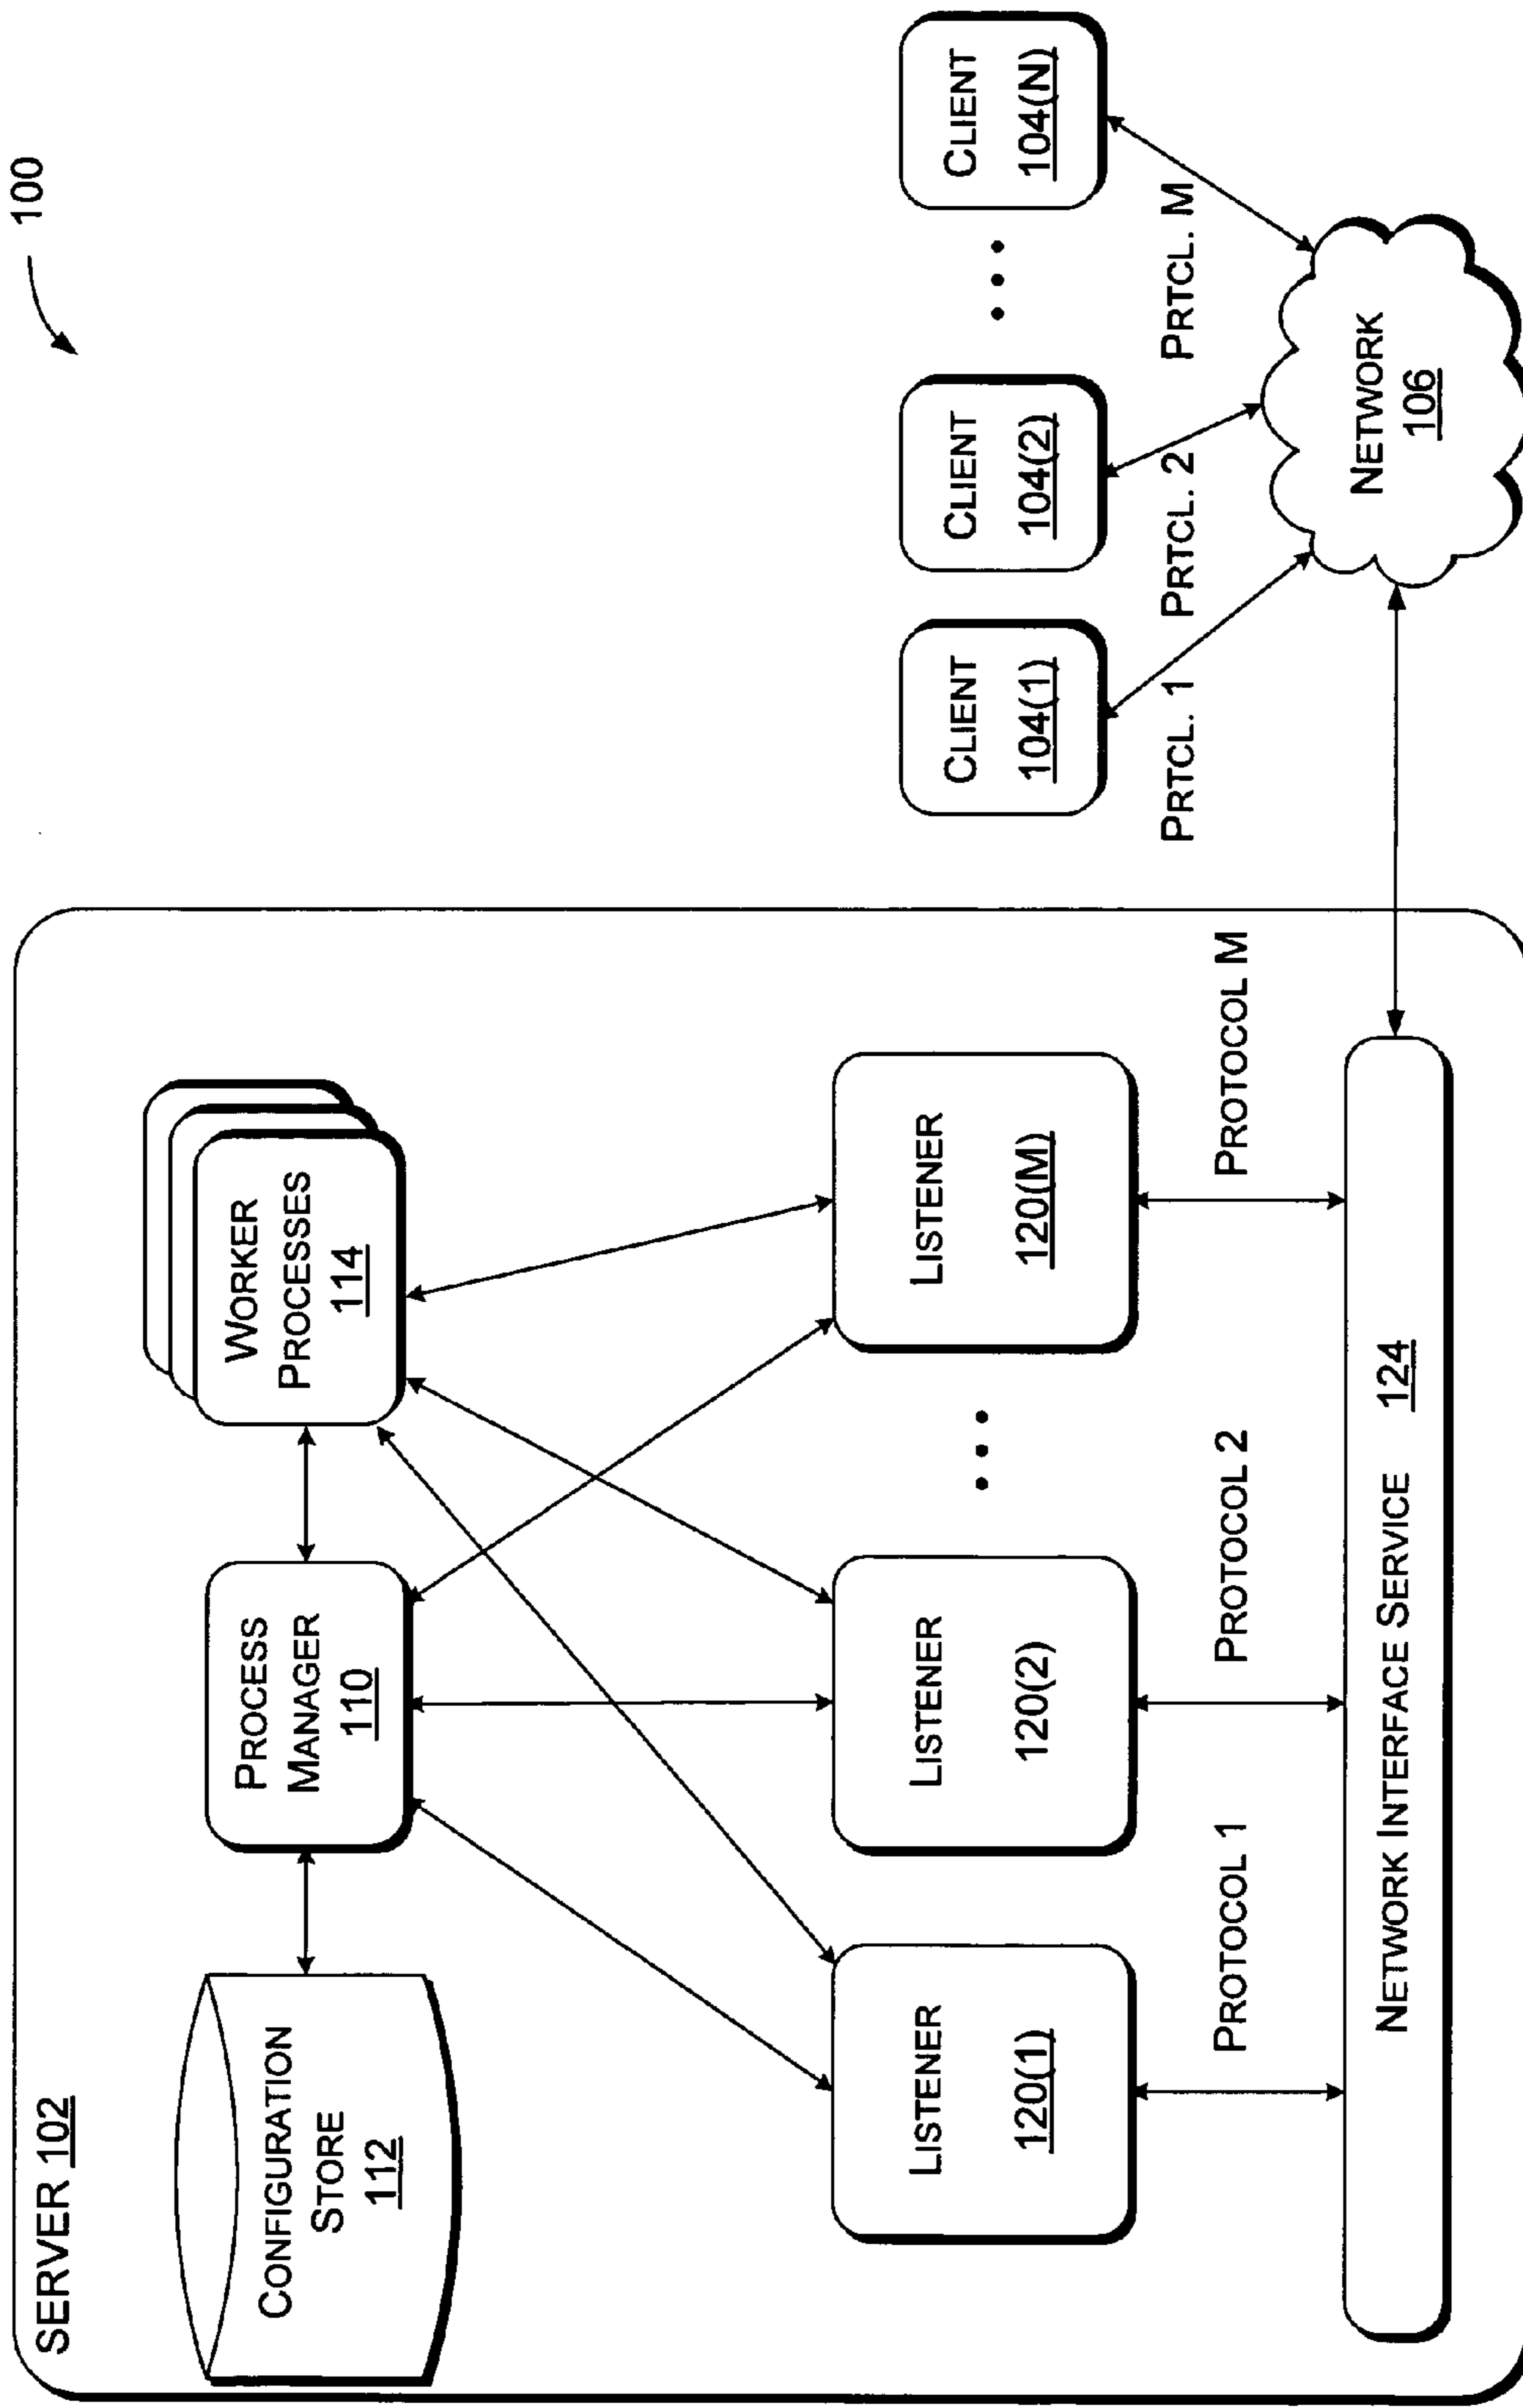 100
SERVER 102
CONFIGURATION
STORE
112
PROCESS
MANAGER
110
WORKER
PROCESSES
114
LISTENER
120(1)
LISTENER
120(2)
• • •
LISTENER
120(M)
PROTOCOL 1
PROTOCOL 2
PROTOCOL M
NETWORK INTERFACE SERVICE 124
CLIENT
104(1)
CLIENT
104(2)
• • •
CLIENT
104(N)
PRTCL. 1
PRTCL. 2
PRTCL. M
NETWORK
106